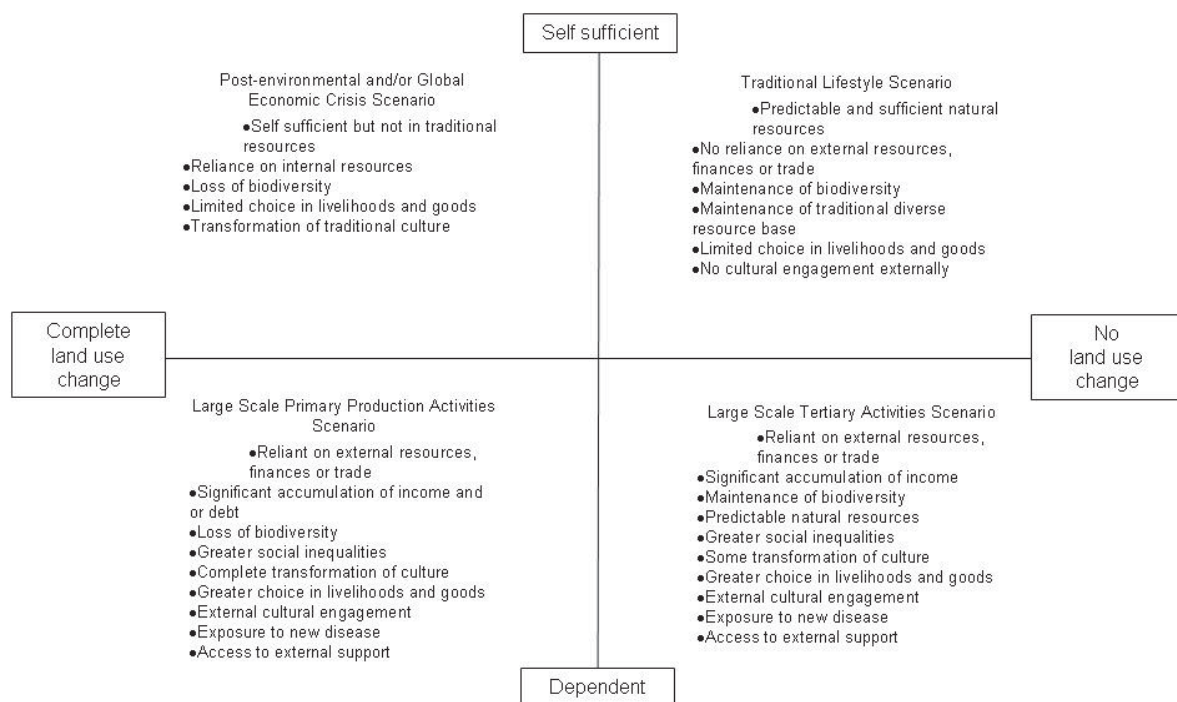 Self sufficient
Post-environmental and/or Global
Economic Crisis Scenario
●Self sufficient but not in traditional
resources
●Reliance on internal resources
●Loss of biodiversity
●Limited choice in livelihoods and goods
●Transformation of traditional culture
Traditional Lifestyle Scenario
●Predictable and sufficient natural
resources
●No reliance on external resources,
finances or trade
●Maintenance of biodiversity
●Maintenance of traditional diverse
resource base
●Limited choice in livelihoods and goods
●No cultural engagement externally
Complete
land use
change
No
land use
change
Large Scale Primary Production Activities
Scenario
●Reliant on external resources,
finances or trade
●Significant accumulation of income and
or debt
●Loss of biodiversity
●Greater social inequalities
●Complete transformation of culture
●Greater choice in livelihoods and goods
●External cultural engagement
●Exposure to new disease
●Access to external support
Large Scale Tertiary Activities Scenario
●Reliant on external resources,
finances or trade
●Significant accumulation of income
●Maintenance of biodiversity
●Predictable natural resources
●Greater social inequalities
●Some transformation of culture
●Greater choice in livelihoods and goods
●External cultural engagement
●Exposure to new disease
●Access to external support
Dependent